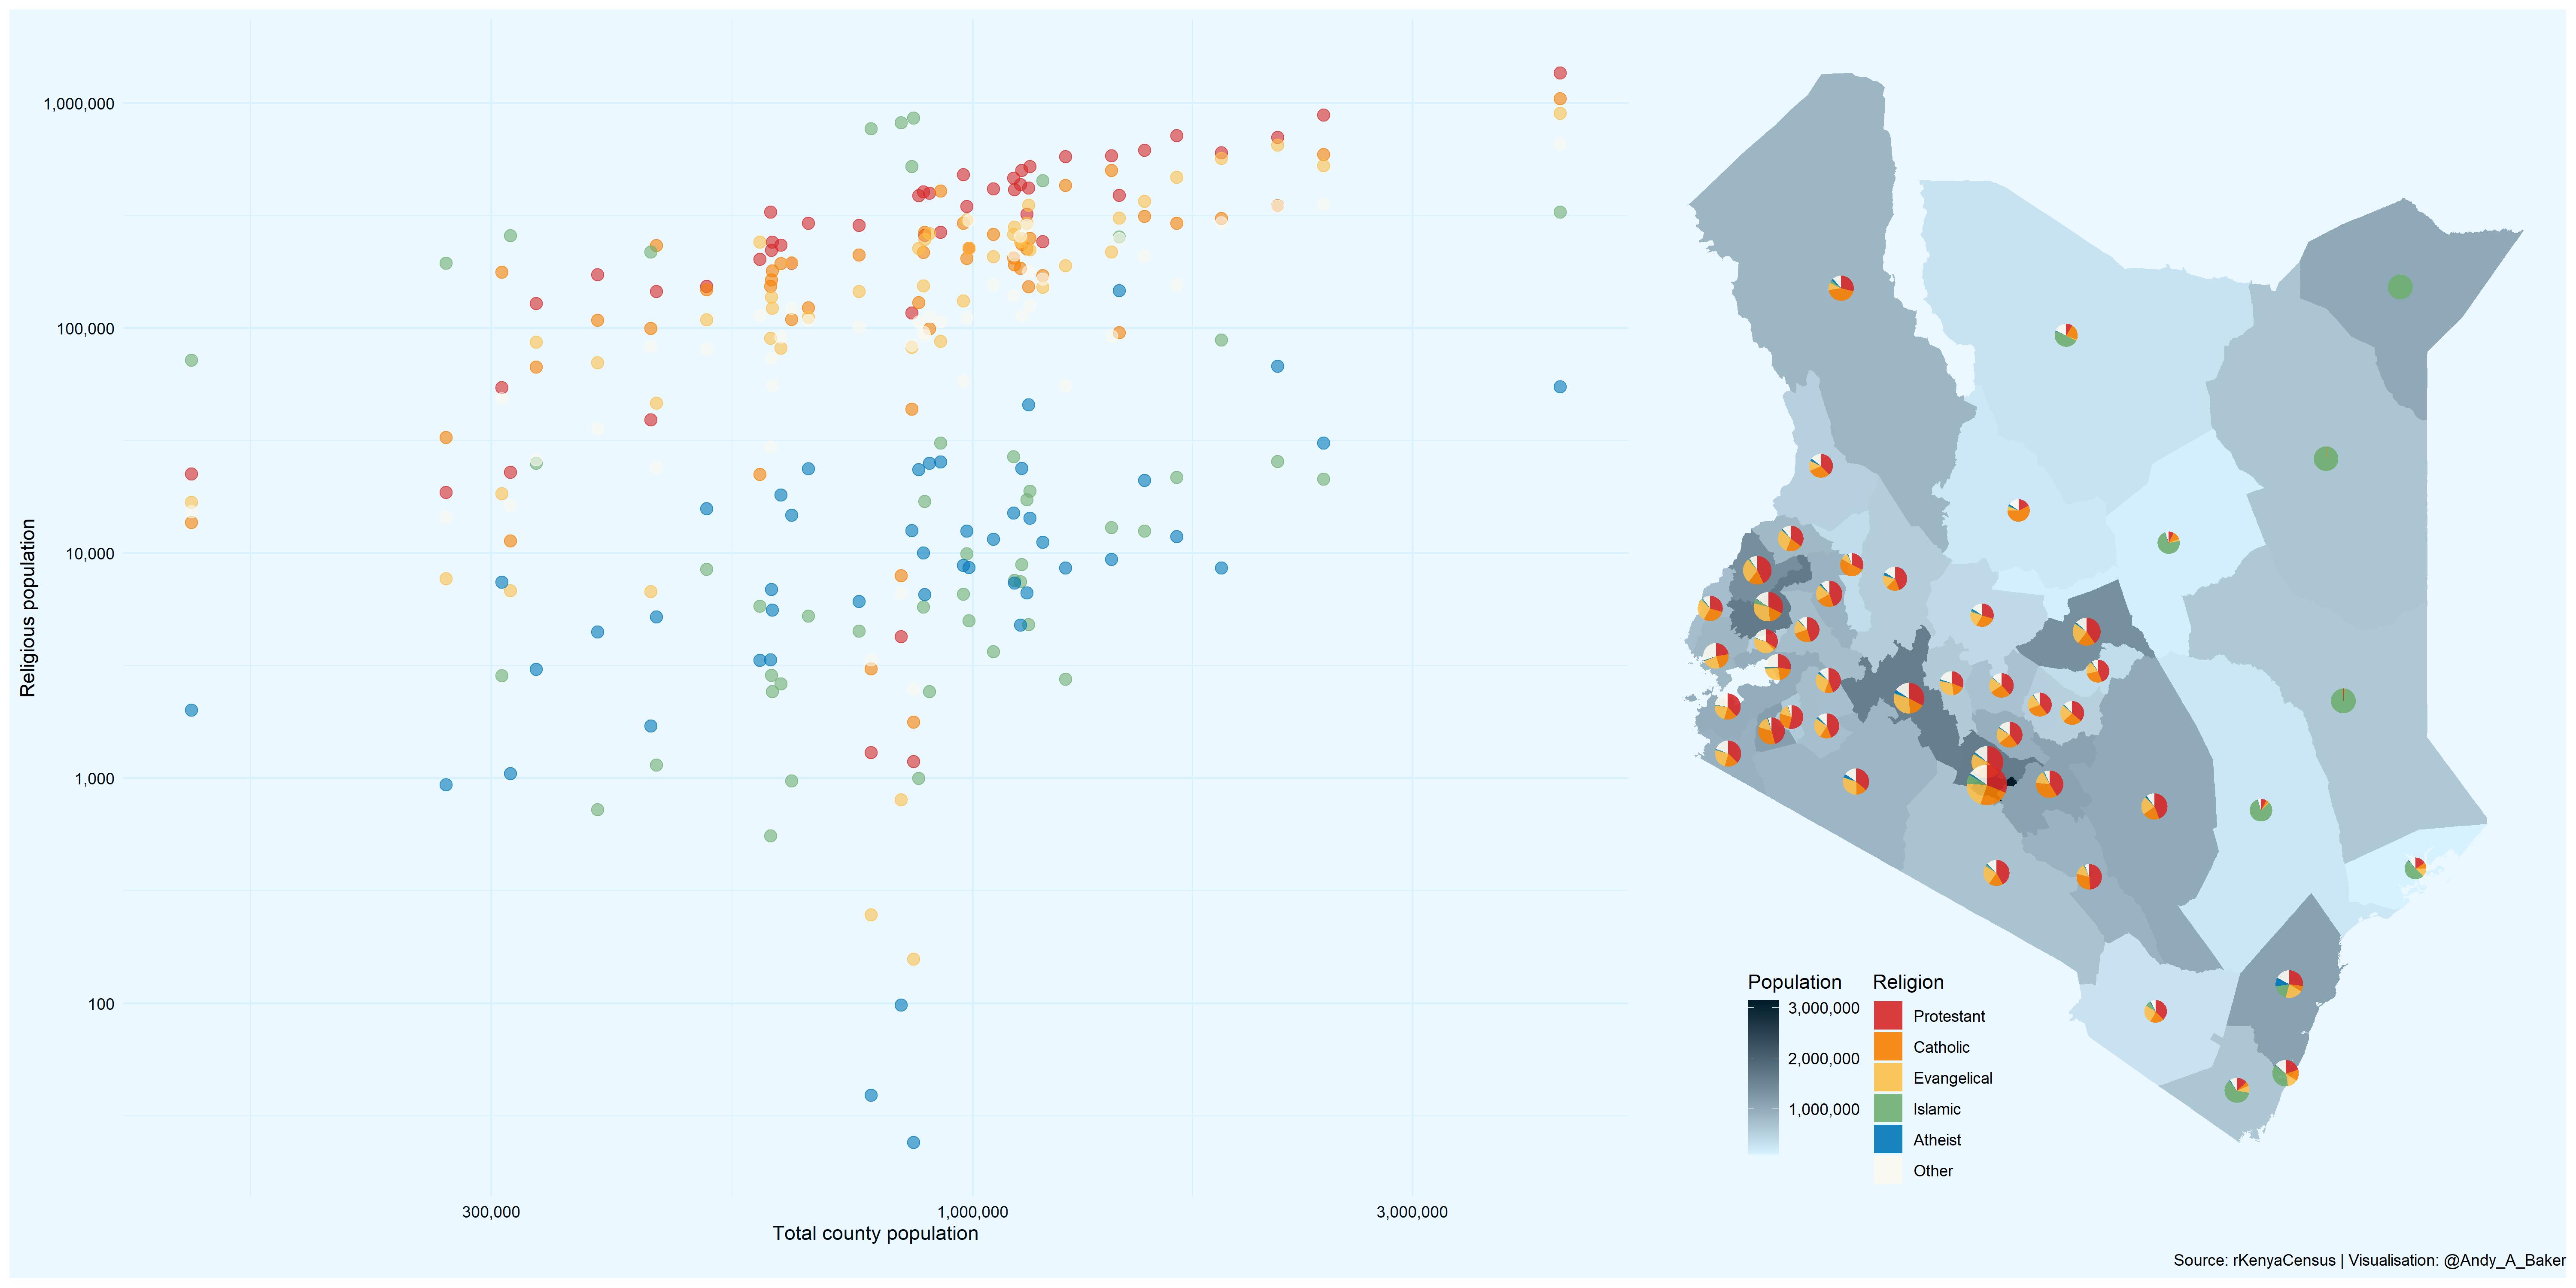 1,000,000
100,000
10,000
1,000
100
Religious population
300,000
1,000,000
3,000,000
Total county population
Population
3,000,000
2,000,000
1,000,000
Religion
Protestant
Catholic
Evangelical
Islamic
Atheist
Other
Source: rKenyaCensus | Visualisation: @Andy_A_Baker